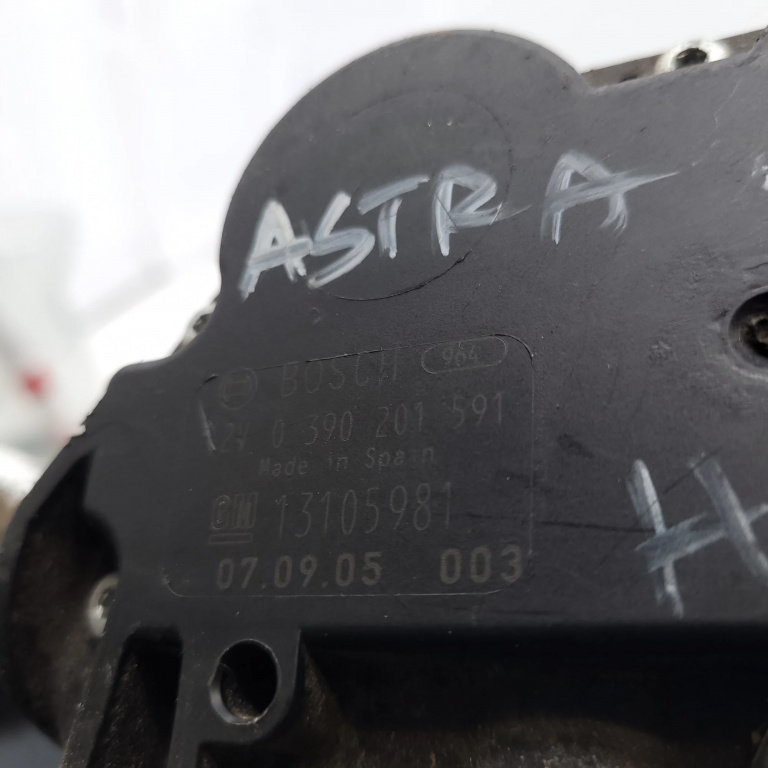 ASTRA
BOSCH 964
12V 0 390 201 591
Made in Spain
GM 13105981
07.09.05 003
H